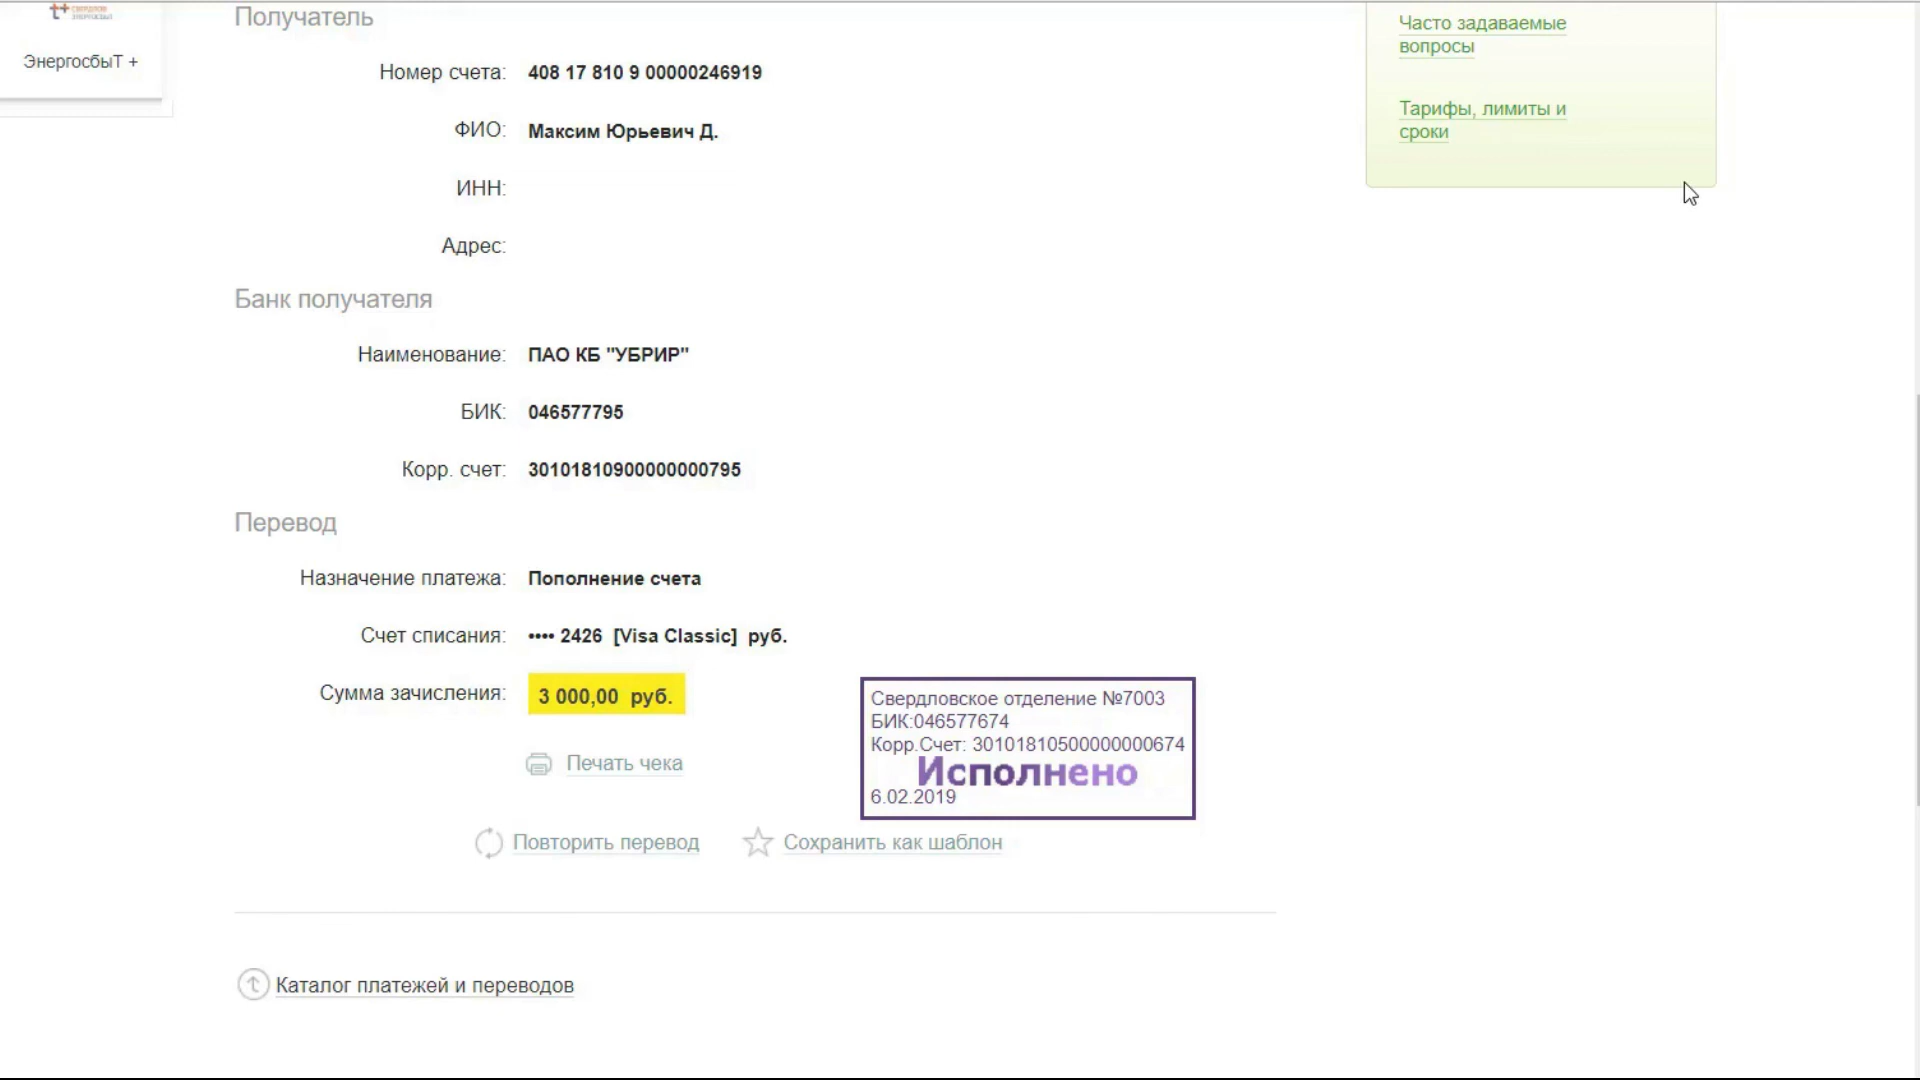 ЭнергосбыТ +
Получатель
Номер счета: 408 17 810 9 00000246919
ФИО: Максим Юрьевич Д.
ИНН:
Адрес:
Банк получателя
Наименование: ПАО КБ "УБРИР"
БИК: 046577795
Корр. счет: 30101810900000000795
Перевод
Назначение платежа: Пополнение счета
Счет списания: •••• 2426 [Visa Classic] руб.
Сумма зачисления: 3 000,00 руб.
Свердловское отделение №7003
БИК:046577674
Корр.Счет: 30101810500000000674
Исполнено
6.02.2019
Печать чека
Повторить перевод
Сохранить как шаблон
Каталог платежей и переводов
Часто задаваемые
вопросы
Тарифы, лимиты и
сроки